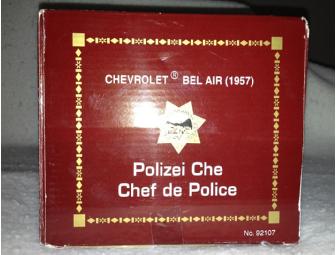 CHEVROLET ® BEL AIR (1957)
Polizei Che
Chef de Police
No. 92107